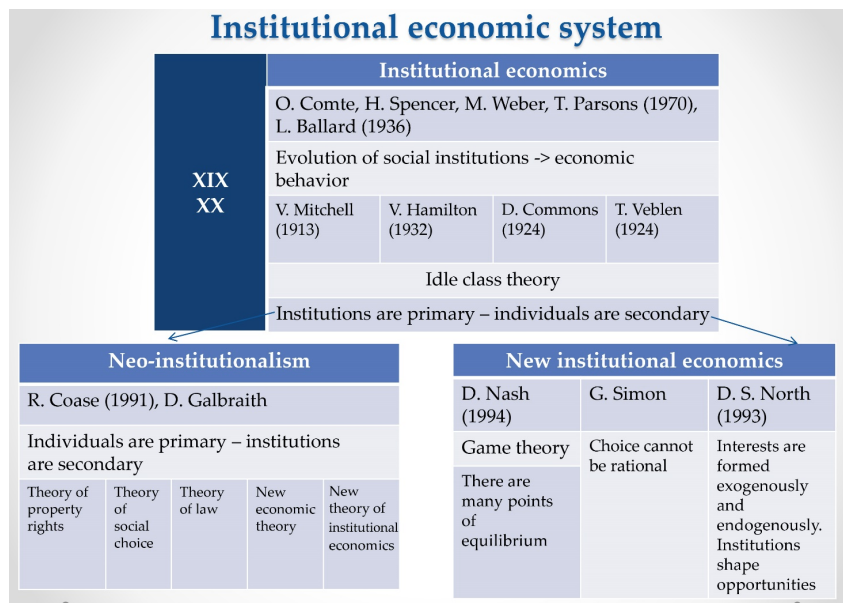 Institutional economic system
XIX
XX
Institutional economics
O. Comte, H. Spencer, M. Weber, T. Parsons (1970),
L. Ballard (1936)
Evolution of social institutions -> economic
behavior
V. Mitchell
(1913)
V. Hamilton
(1932)
D. Commons
(1924)
T. Veblen
(1924)
Idle class theory
Institutions are primary – individuals are secondary
Neo-institutionalism
R. Coase (1991), D. Galbraith
Individuals are primary – institutions
are secondary
Theory of
property
rights
Theory
of
social
choice
Theory
of law
New
economic
theory
New
theory of
institutional
economics
New institutional economics
D. Nash
(1994)
G. Simon
D. S. North
(1993)
Game theory
There are
many points
of
equilibrium
Choice cannot
be rational
Interests are
formed
exogenously
and
endogenously.
Institutions
shape
opportunities